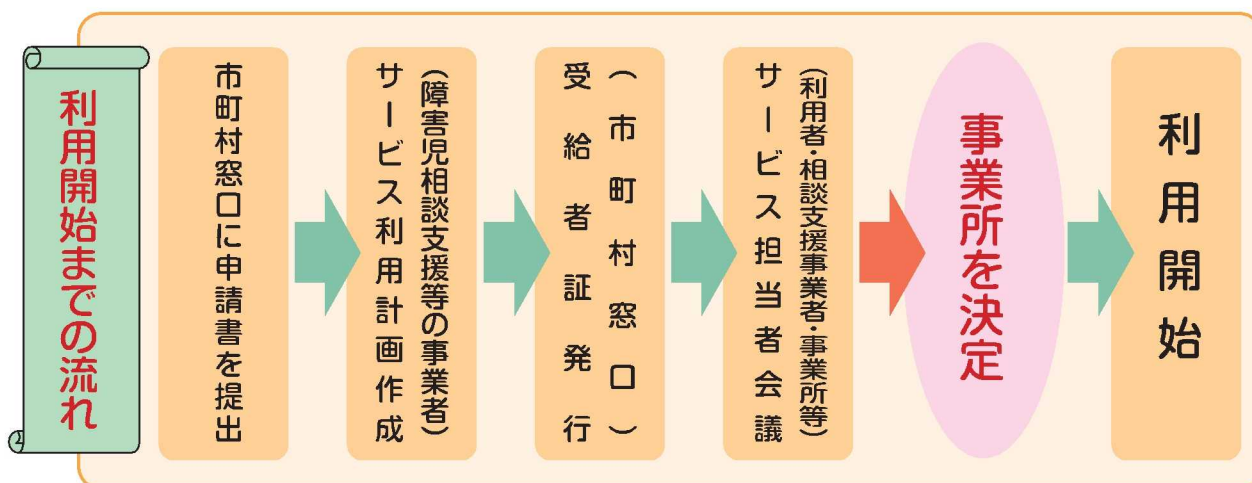 利用開始までの流れ
市町村窓口に申請書を提出
(障害児相談支援等の事業者)
サービス利用計画作成
(市町村窓口)
受給者証発行
(利用者・相談支援事業者・事業所等)
サービス担当者会議
事業所を決定
利用開始